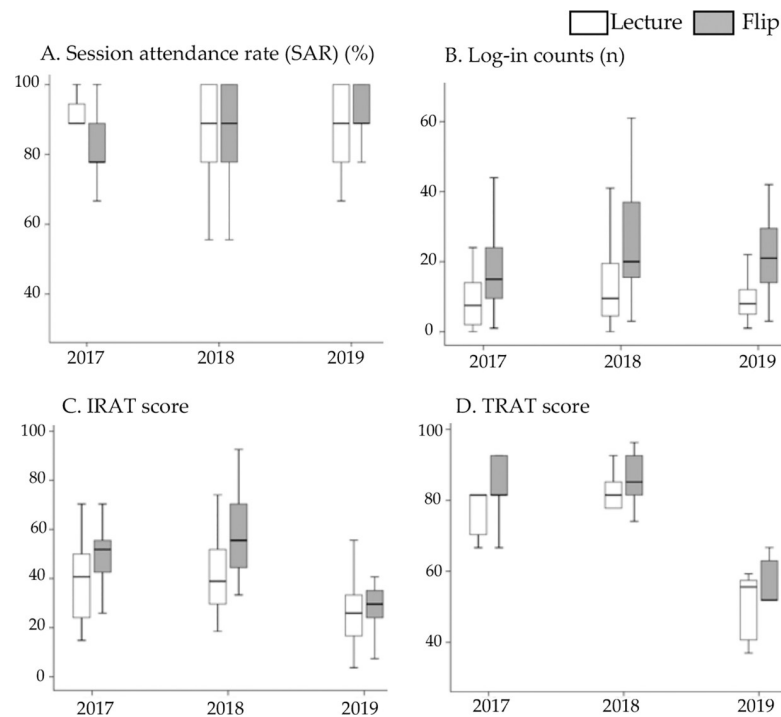 Lecture Flip
A. Session attendance rate (SAR) (%)
100
80
60
40
2017 2018 2019
B. Log-in counts (n)
60
40
20
0
2017 2018 2019
C. IRAT score
100
80
60
40
20
0
2017 2018 2019
D. TRAT score
100
80
60
40
2017 2018 2019